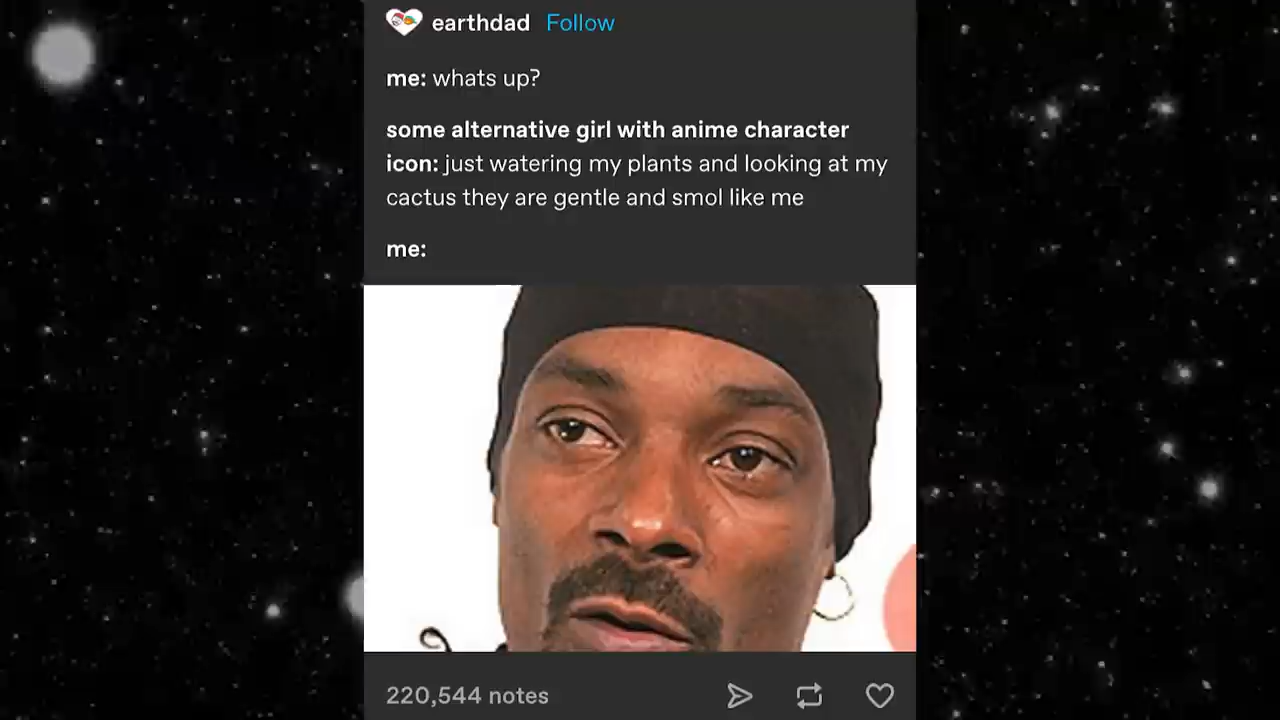 earthdad Follow
me: whats up?
some alternative girl with anime character
icon: just watering my plants and looking at my
cactus they are gentle and smol like me
me:
220,544 notes